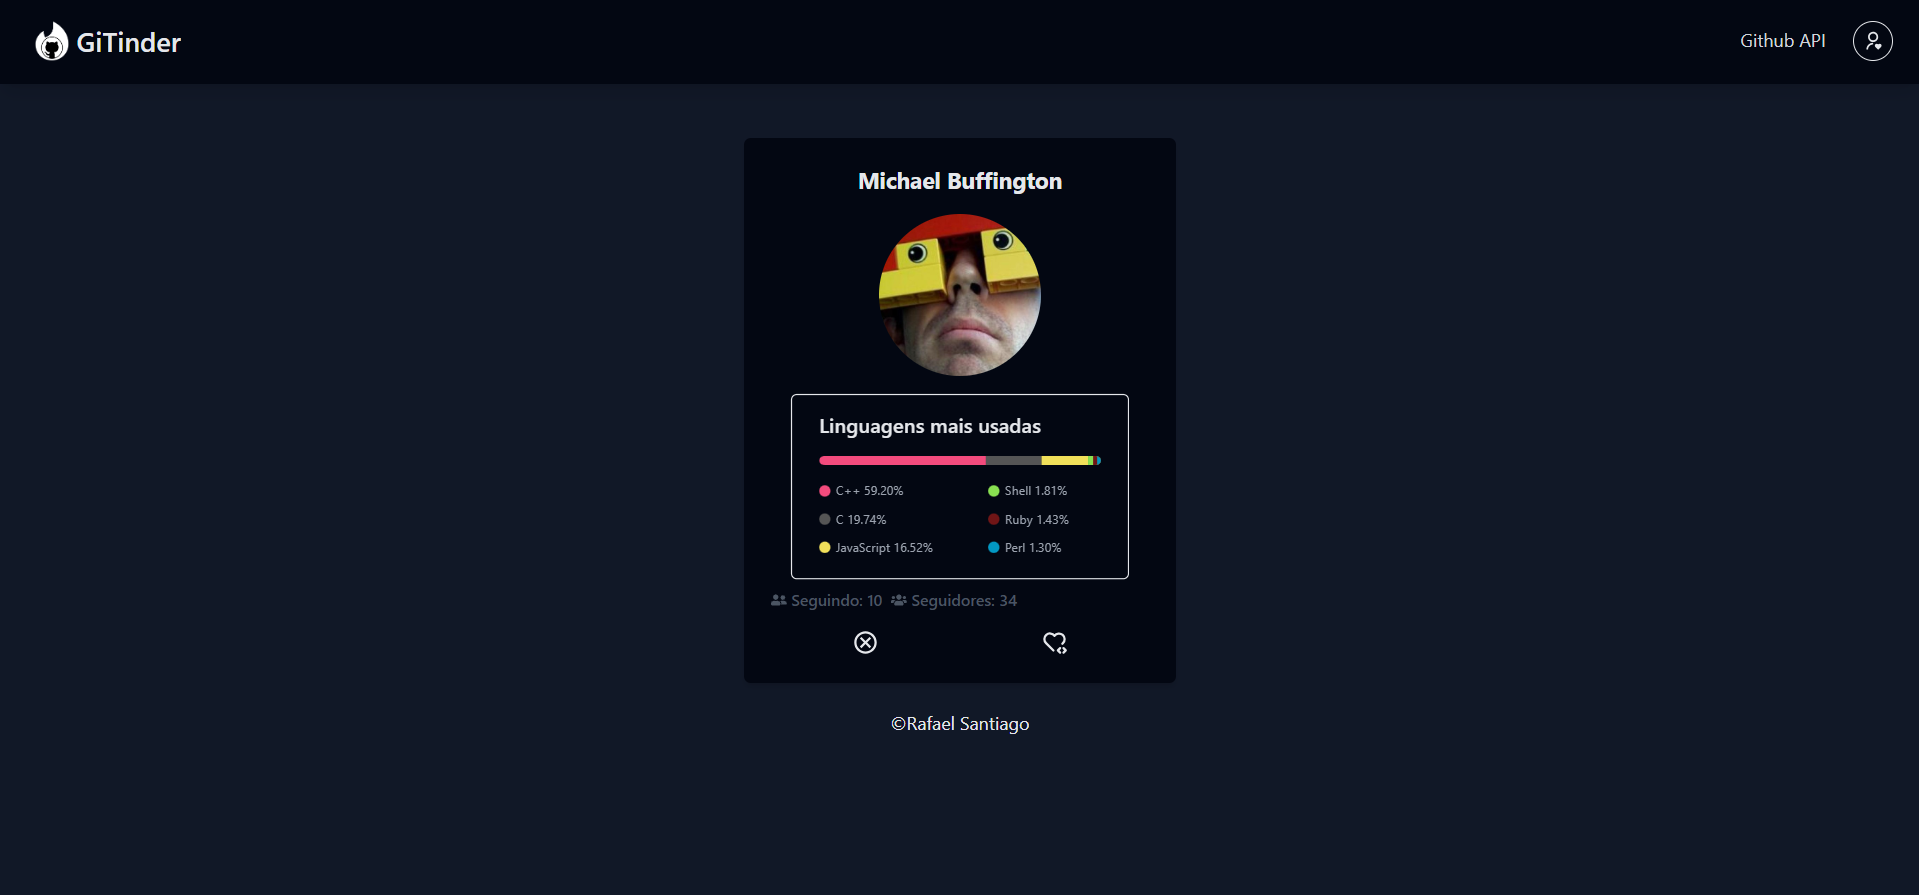 GiTinder
Github API
Michael Buffington
Linguagens mais usadas
C++ 59.20%
C 19.74%
JavaScript 16.52%
Shell 1.81%
Ruby 1.43%
Perl 1.30%
Seguindo: 10 Seguidores: 34
©Rafael Santiago